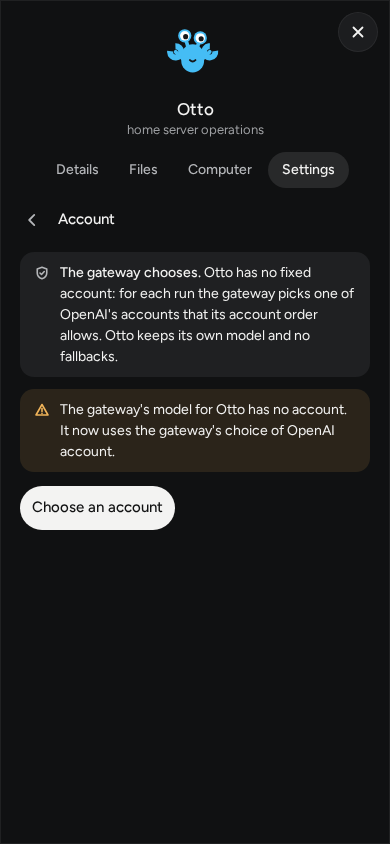 Otto
home server operations
Details
Files
Computer
Settings
Account
The gateway chooses. Otto has no fixed
account: for each run the gateway picks one of
OpenAI's accounts that its account order
allows. Otto keeps its own model and no
fallbacks.
The gateway's model for Otto has no account.
It now uses the gateway's choice of OpenAI
account.
Choose an account